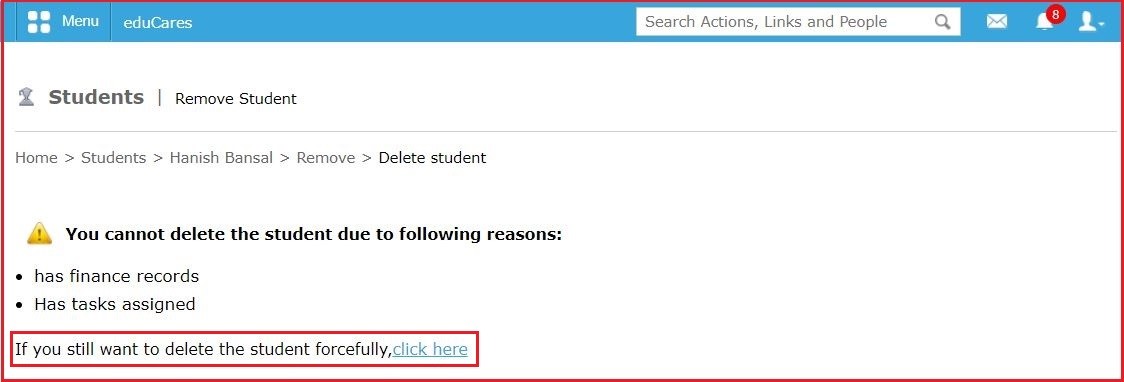 Menu eduCares Search Actions, Links and People 8
Students | Remove Student
Home > Students > Hanish Bansal > Remove > Delete student
You cannot delete the student due to following reasons:
• has finance records
• Has tasks assigned
If you still want to delete the student forcefully,click here